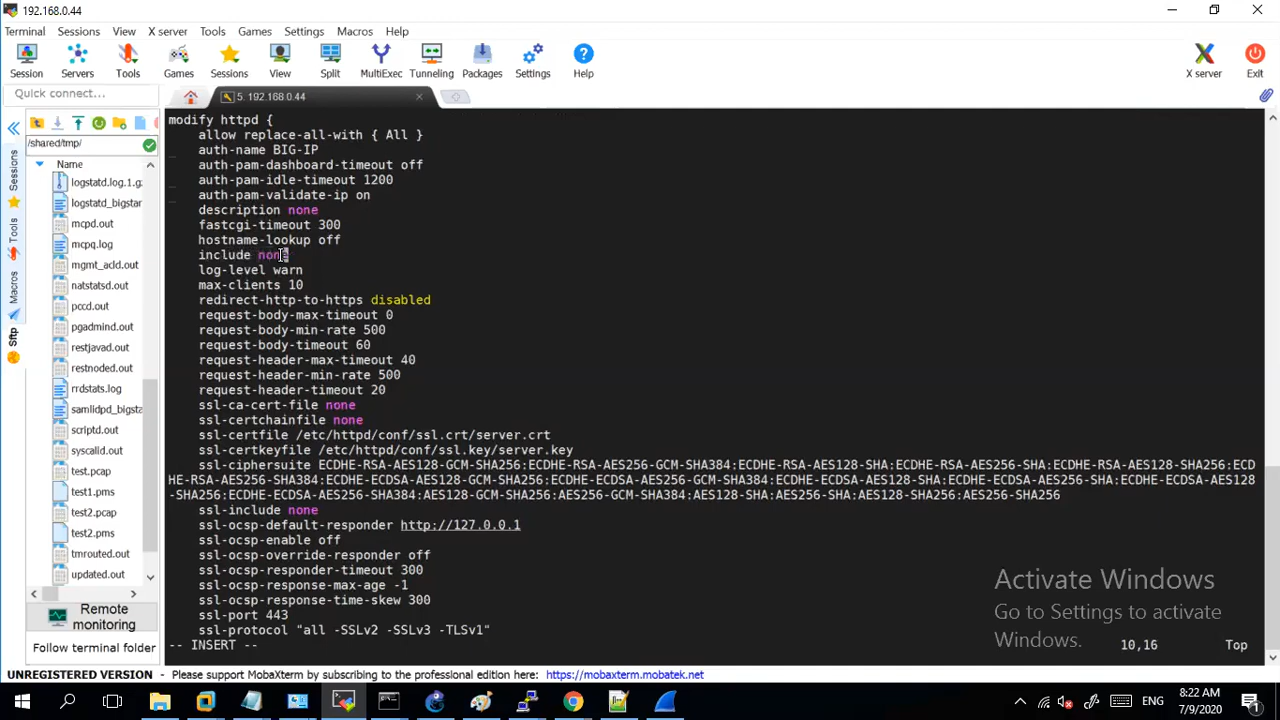 192.168.0.44
Terminal Sessions View X server Tools Games Settings Macros Help
Session Servers Tools Games Sessions View Split MultiExec Tunneling Packages Settings Help X server Exit
Quick connect...
5. 192.168.0.44
/shared/tmp/
Name
logstatd.log.1.gz
logstatd_bigstar
mcpd.out
mcpq.log
mgmt_acld.out
natstatsd.out
pccd.out
pgadmind.out
restjavad.out
restnoded.out
rrdstats.log
samlidpd_bigsta
scriptd.out
syscalld.out
test.pcap
test1.pms
test2.pcap
test2.pms
tmrouted.out
updated.out
Remote
monitoring
Follow terminal folder
Sessions
Tools
Macros
Sftp
modify httpd {
allow replace-all-with { All }
auth-name BIG-IP
auth-pam-dashboard-timeout off
auth-pam-idle-timeout 1200
auth-pam-validate-ip on
description none
fastcgi-timeout 300
hostname-lookup off
include none
log-level warn
max-clients 10
redirect-http-to-https disabled
request-body-max-timeout 0
request-body-min-rate 500
request-body-timeout 60
request-header-max-timeout 40
request-header-min-rate 500
request-header-timeout 20
ssl-ca-cert-file none
ssl-certchainfile none
ssl-certfile /etc/httpd/conf/ssl.crt/server.crt
ssl-certkeyfile /etc/httpd/conf/ssl.key/server.key
ssl-ciphersuite ECDHE-RSA-AES128-GCM-SHA256:ECDHE-RSA-AES256-GCM-SHA384:ECDHE-RSA-AES128-SHA:ECDHE-RSA-AES256-SHA:ECDHE-RSA-AES128-SHA256:ECD
HE-RSA-AES256-SHA384:ECDHE-ECDSA-AES128-GCM-SHA256:ECDHE-ECDSA-AES256-GCM-SHA384:ECDHE-ECDSA-AES128-SHA:ECDHE-ECDSA-AES256-SHA:ECDHE-ECDSA-AES128
-SHA256:ECDHE-ECDSA-AES256-SHA384:AES128-GCM-SHA256:AES256-GCM-SHA384:AES128-SHA:AES256-SHA:AES128-SHA256:AES256-SHA256
ssl-include none
ssl-ocsp-default-responder http://127.0.0.1
ssl-ocsp-enable off
ssl-ocsp-override-responder off
ssl-ocsp-responder-timeout 300
ssl-ocsp-response-max-age -1
ssl-ocsp-response-time-skew 300
ssl-port 443
ssl-protocol "all -SSLv2 -SSLv3 -TLSv1"
-- INSERT -- 10,16 Top
Activate Windows
Go to Settings to activate
Windows.
UNREGISTERED VERSION - Please support MobaXterm by subscribing to the professional edition here: https://mobaxterm.mobatek.net
ENG
8:22 AM
7/9/2020
1